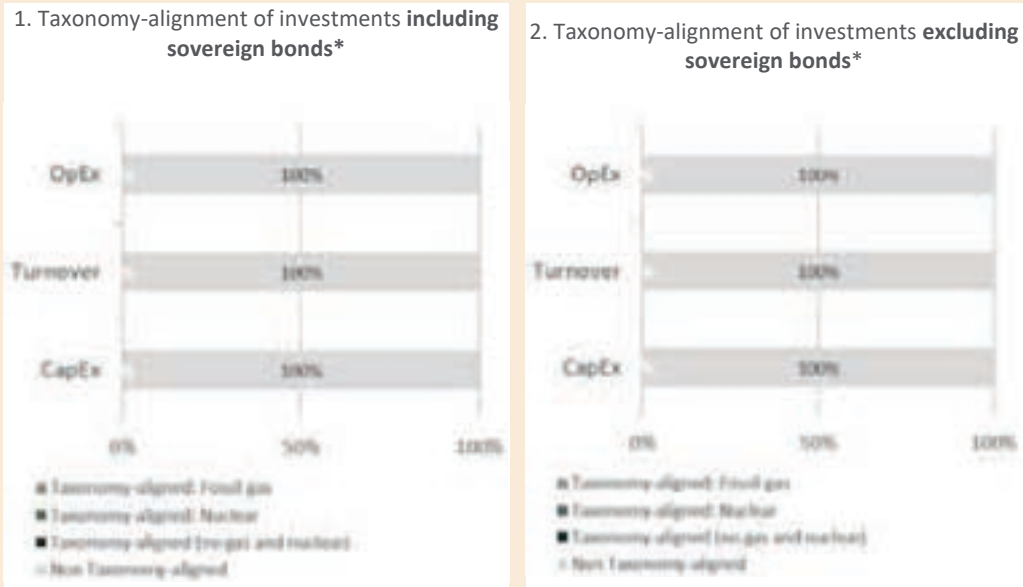 1. Taxonomy-alignment of investments including
sovereign bonds*
OpEx
100%
Turnover
100%
CapEx
100%
0%
50%
100%
Taxonomy-aligned: Fossil gas
Taxonomy-aligned: Nuclear
Taxonomy-aligned (no gas and nuclear)
Non Taxonomy-aligned
2. Taxonomy-alignment of investments excluding
sovereign bonds*
OpEx
100%
Turnover
100%
CapEx
100%
0%
50%
100%
Taxonomy-aligned: Fossil gas
Taxonomy-aligned: Nuclear
Taxonomy-aligned (no gas and nuclear)
Non Taxonomy-aligned